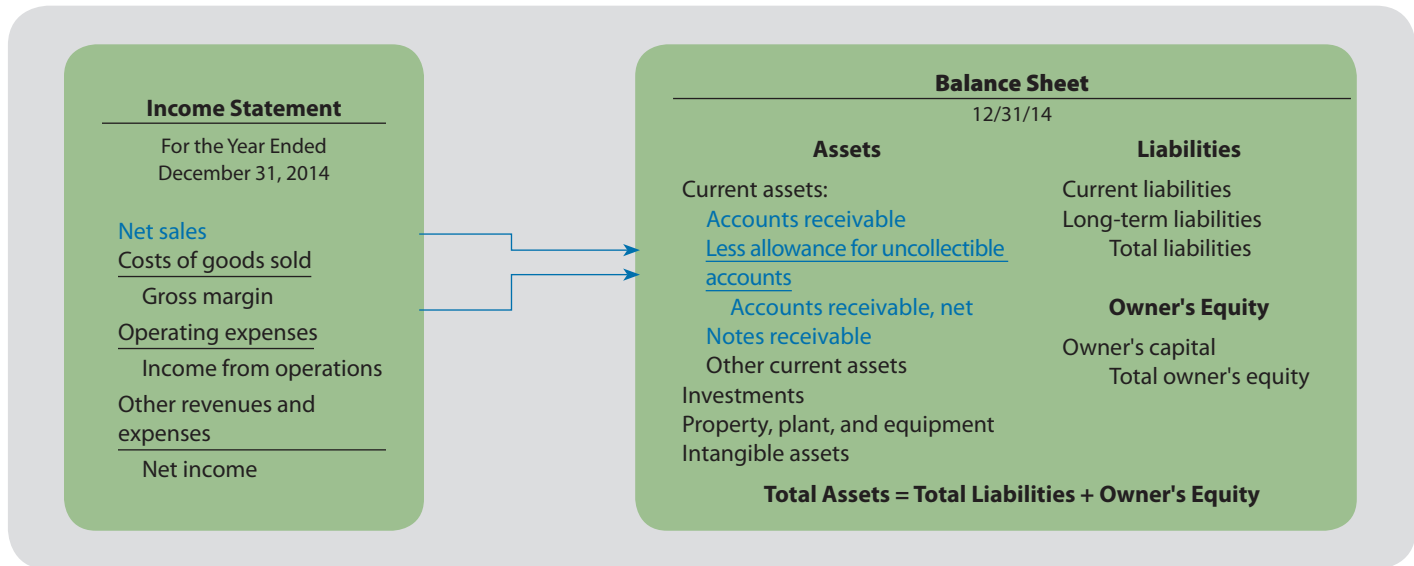 Income Statement
For the Year Ended
December 31, 2014
Net sales
Costs of goods sold
Gross margin
Operating expenses
Income from operations
Other revenues and
expenses
Net income
Balance Sheet
12/31/14
Assets
Current assets:
Accounts receivable
Less allowance for uncollectible
accounts
Accounts receivable, net
Notes receivable
Other current assets
Investments
Property, plant, and equipment
Intangible assets
Liabilities
Current liabilities
Long-term liabilities
Total liabilities
Owner's Equity
Owner's capital
Total owner's equity
Total Assets = Total Liabilities + Owner's Equity